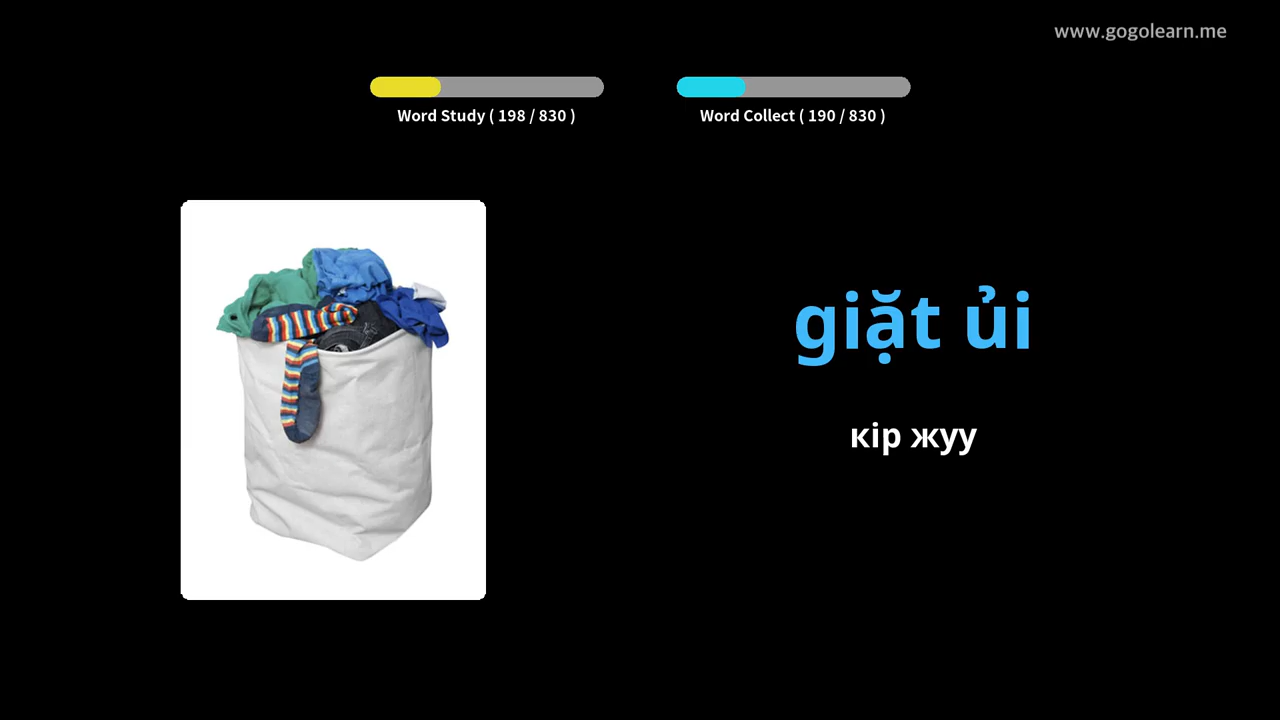 www.gogolearn.me
Word Study ( 198 / 830 )
Word Collect ( 190 / 830 )
giặt ủi
кір жуу